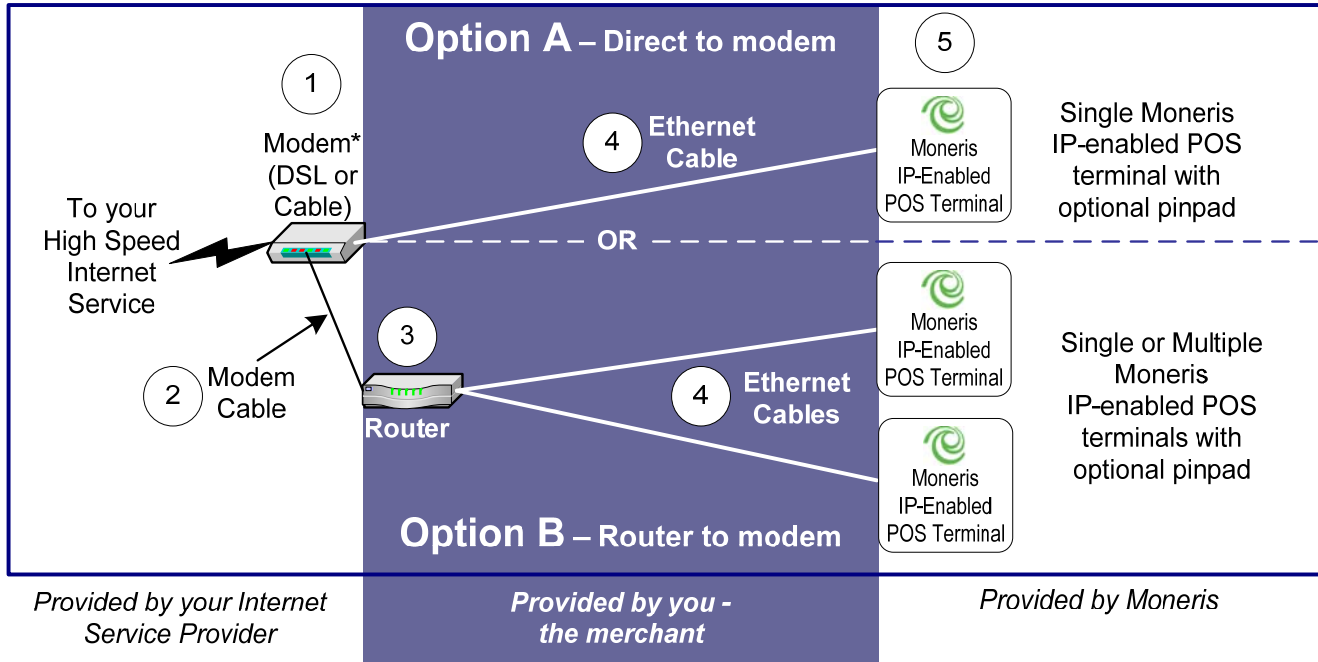 Option A – Direct to modem
1
Modem*
(DSL or
Cable)
To your
High Speed
Internet
Service
4
Ethernet
Cable
5
Moneris
IP-Enabled
POS Terminal
Single Moneris
IP-enabled POS
terminal with
optional pinpad
OR
2
Modem
Cable
3
Router
4
Ethernet
Cables
Moneris
IP-Enabled
POS Terminal
Moneris
IP-Enabled
POS Terminal
Single or Multiple
Moneris
IP-enabled POS
terminals with
optional pinpad
Option B – Router to modem
Provided by your Internet
Service Provider
Provided by you -
the merchant
Provided by Moneris